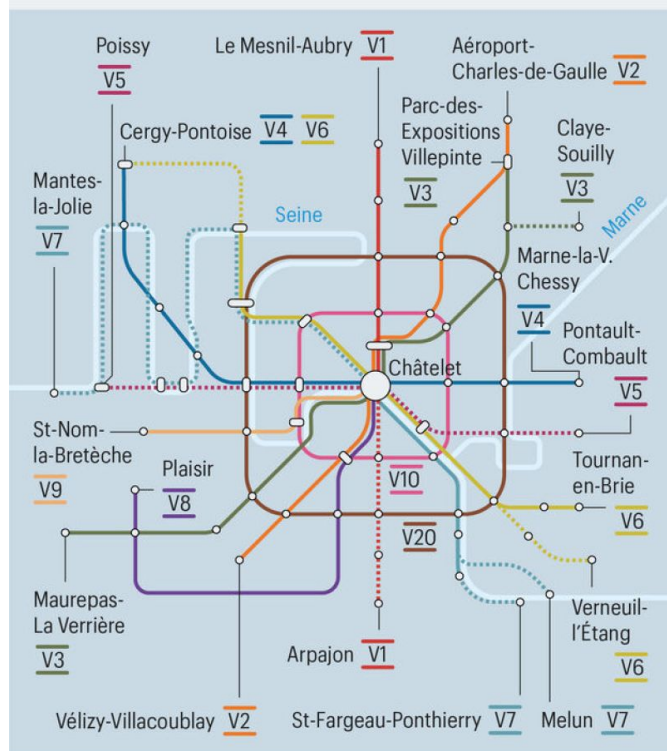 Poissy
V5
Le Mesnil-Aubry V1
Aéroport-
Charles-de-Gaulle V2
Cergy-Pontoise V4 V6
Parc-des-
Expositions
Villepinte
V3
Claye-
Souilly
V3
Mantes-
la-Jolie
V7
Seine
Marne
Marne-la-V.
Chessy
V4
Pontault-
Combault
V5
Châtelet
St-Nom-
la-Bretèche
V9
Plaisir
V8
V10
V20
Tournan-
en-Brie
V6
Maurepas-
La Verrière
V3
Verneuil-
l'Étang
V6
Arpajon V1
Vélizy-Villacoublay V2
St-Fargeau-Ponthierry V7
Melun V7